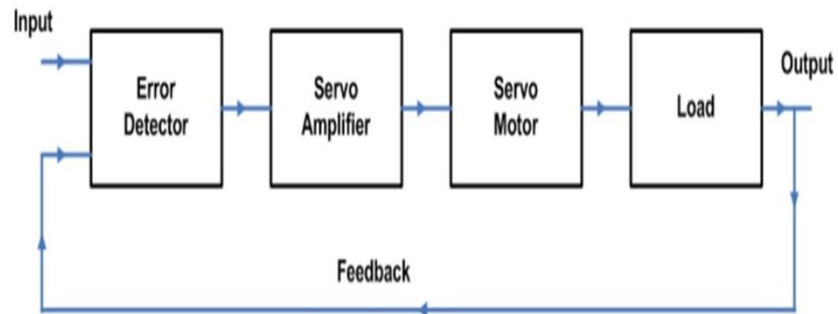 Input
Error
Detector
Servo
Amplifier
Servo
Motor
Load
Output
Feedback